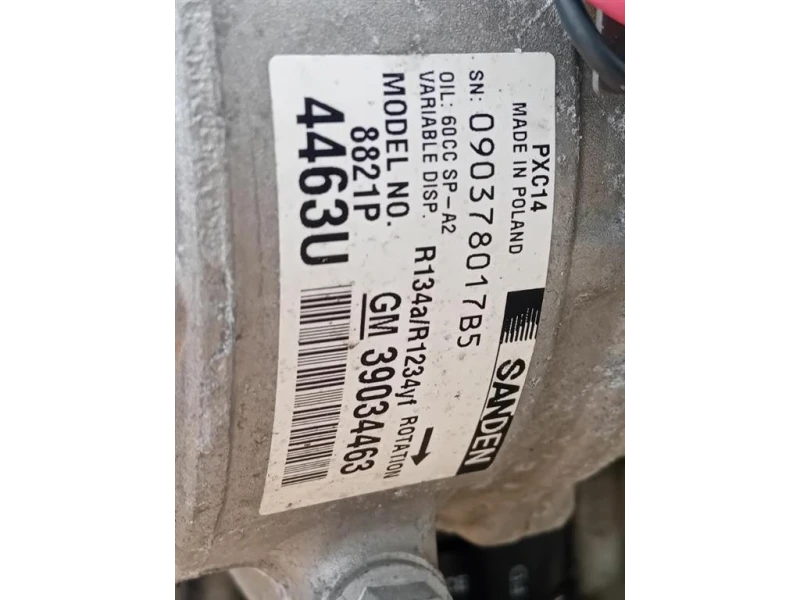 PXC14
MADE IN POLAND
SANDEN
SN: 090378017B5
OIL: 60CC SP-A2
VARIABLE DISP.
R134a/R1234yf ROTATION
MODEL NO.
8821P
GM 39034463
4463U